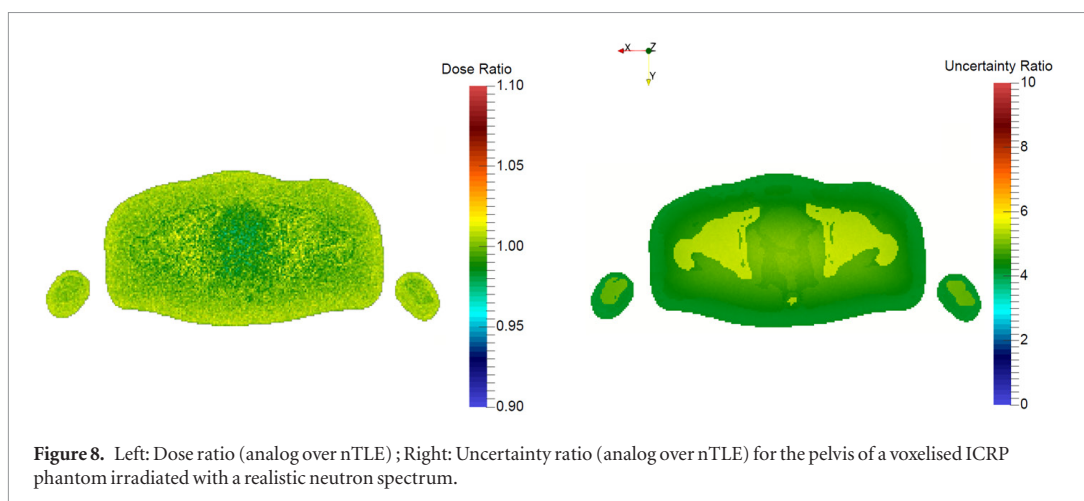 X
Z
Y
Dose Ratio
1.10
1.05
1.00
0.95
0.90
Uncertainty Ratio
10
8
6
4
2
0
Figure 8. Left: Dose ratio (analog over nTLE) ; Right: Uncertainty ratio (analog over nTLE) for the pelvis of a voxelised ICRP
phantom irradiated with a realistic neutron spectrum.